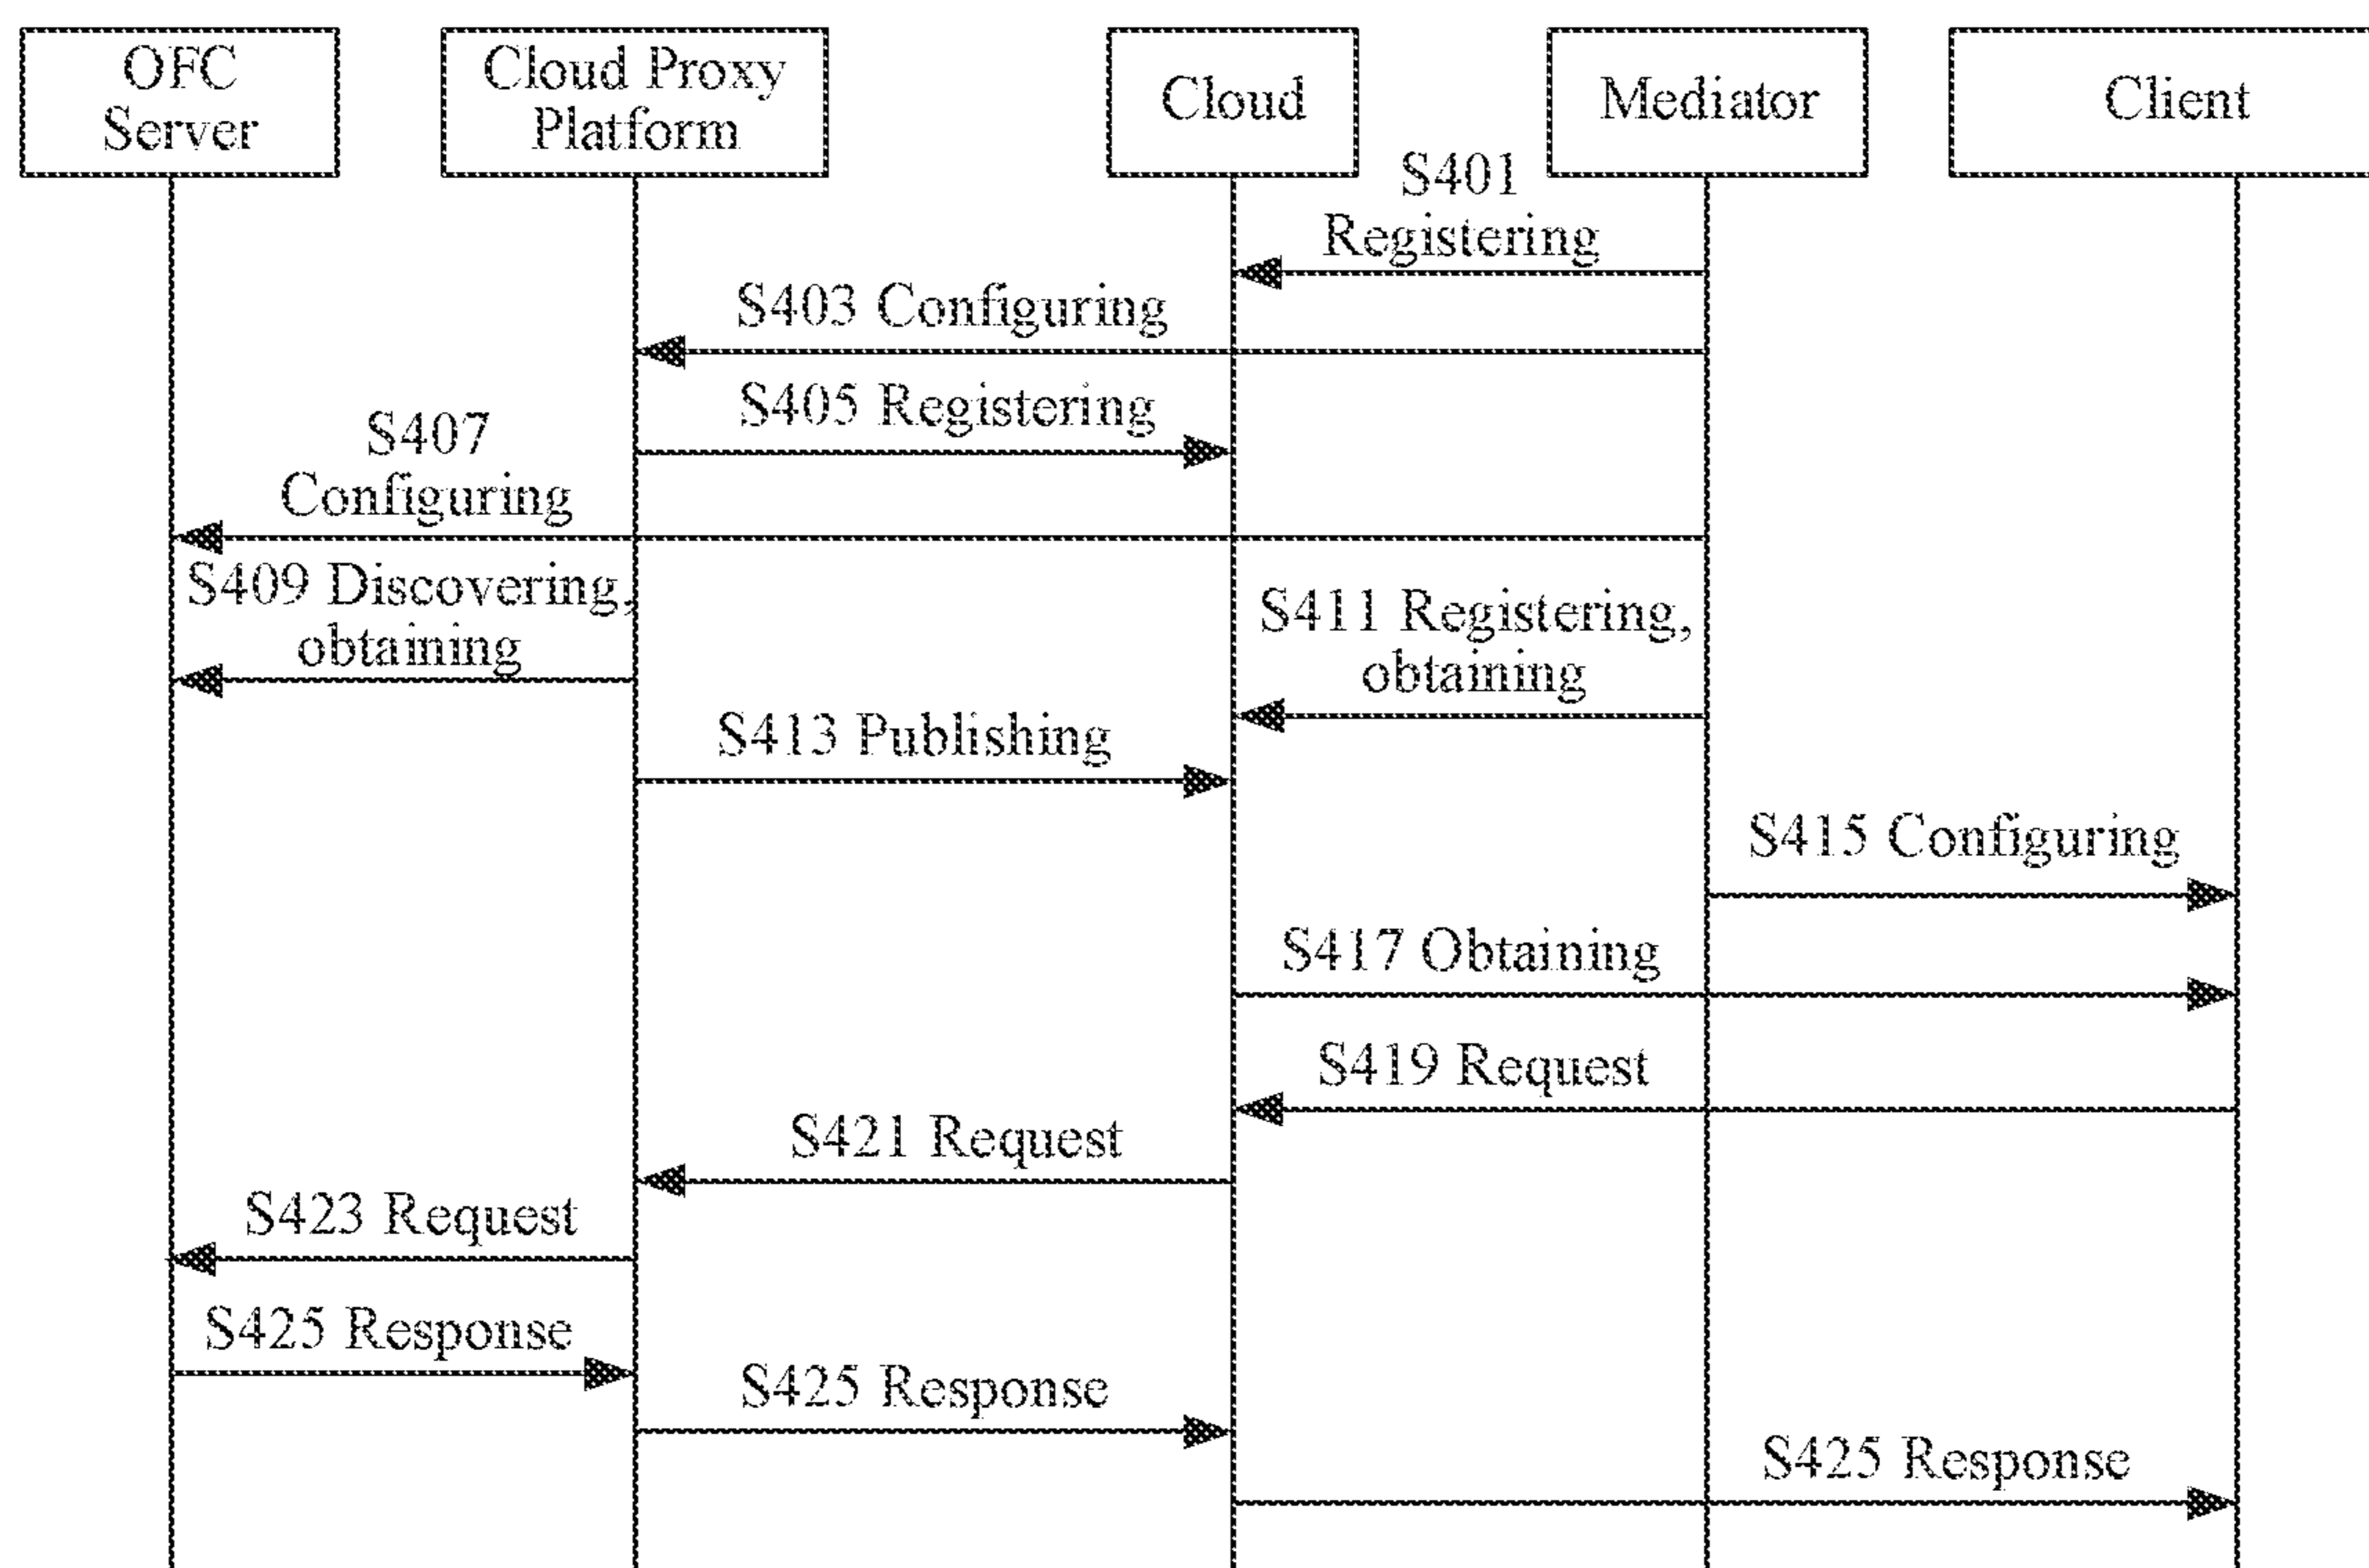 OFC
Server
Cloud Proxy
Platform
Cloud
Mediator
Client
S401
Registering
S403 Configuring
S405 Registering
S407
Configuring
S409 Discovering,
obtaining
S411 Registering,
obtaining
S413 Publishing
S415 Configuring
S417 Obtaining
S419 Request
S421 Request
S423 Request
S425 Response
S425 Response
S425 Response